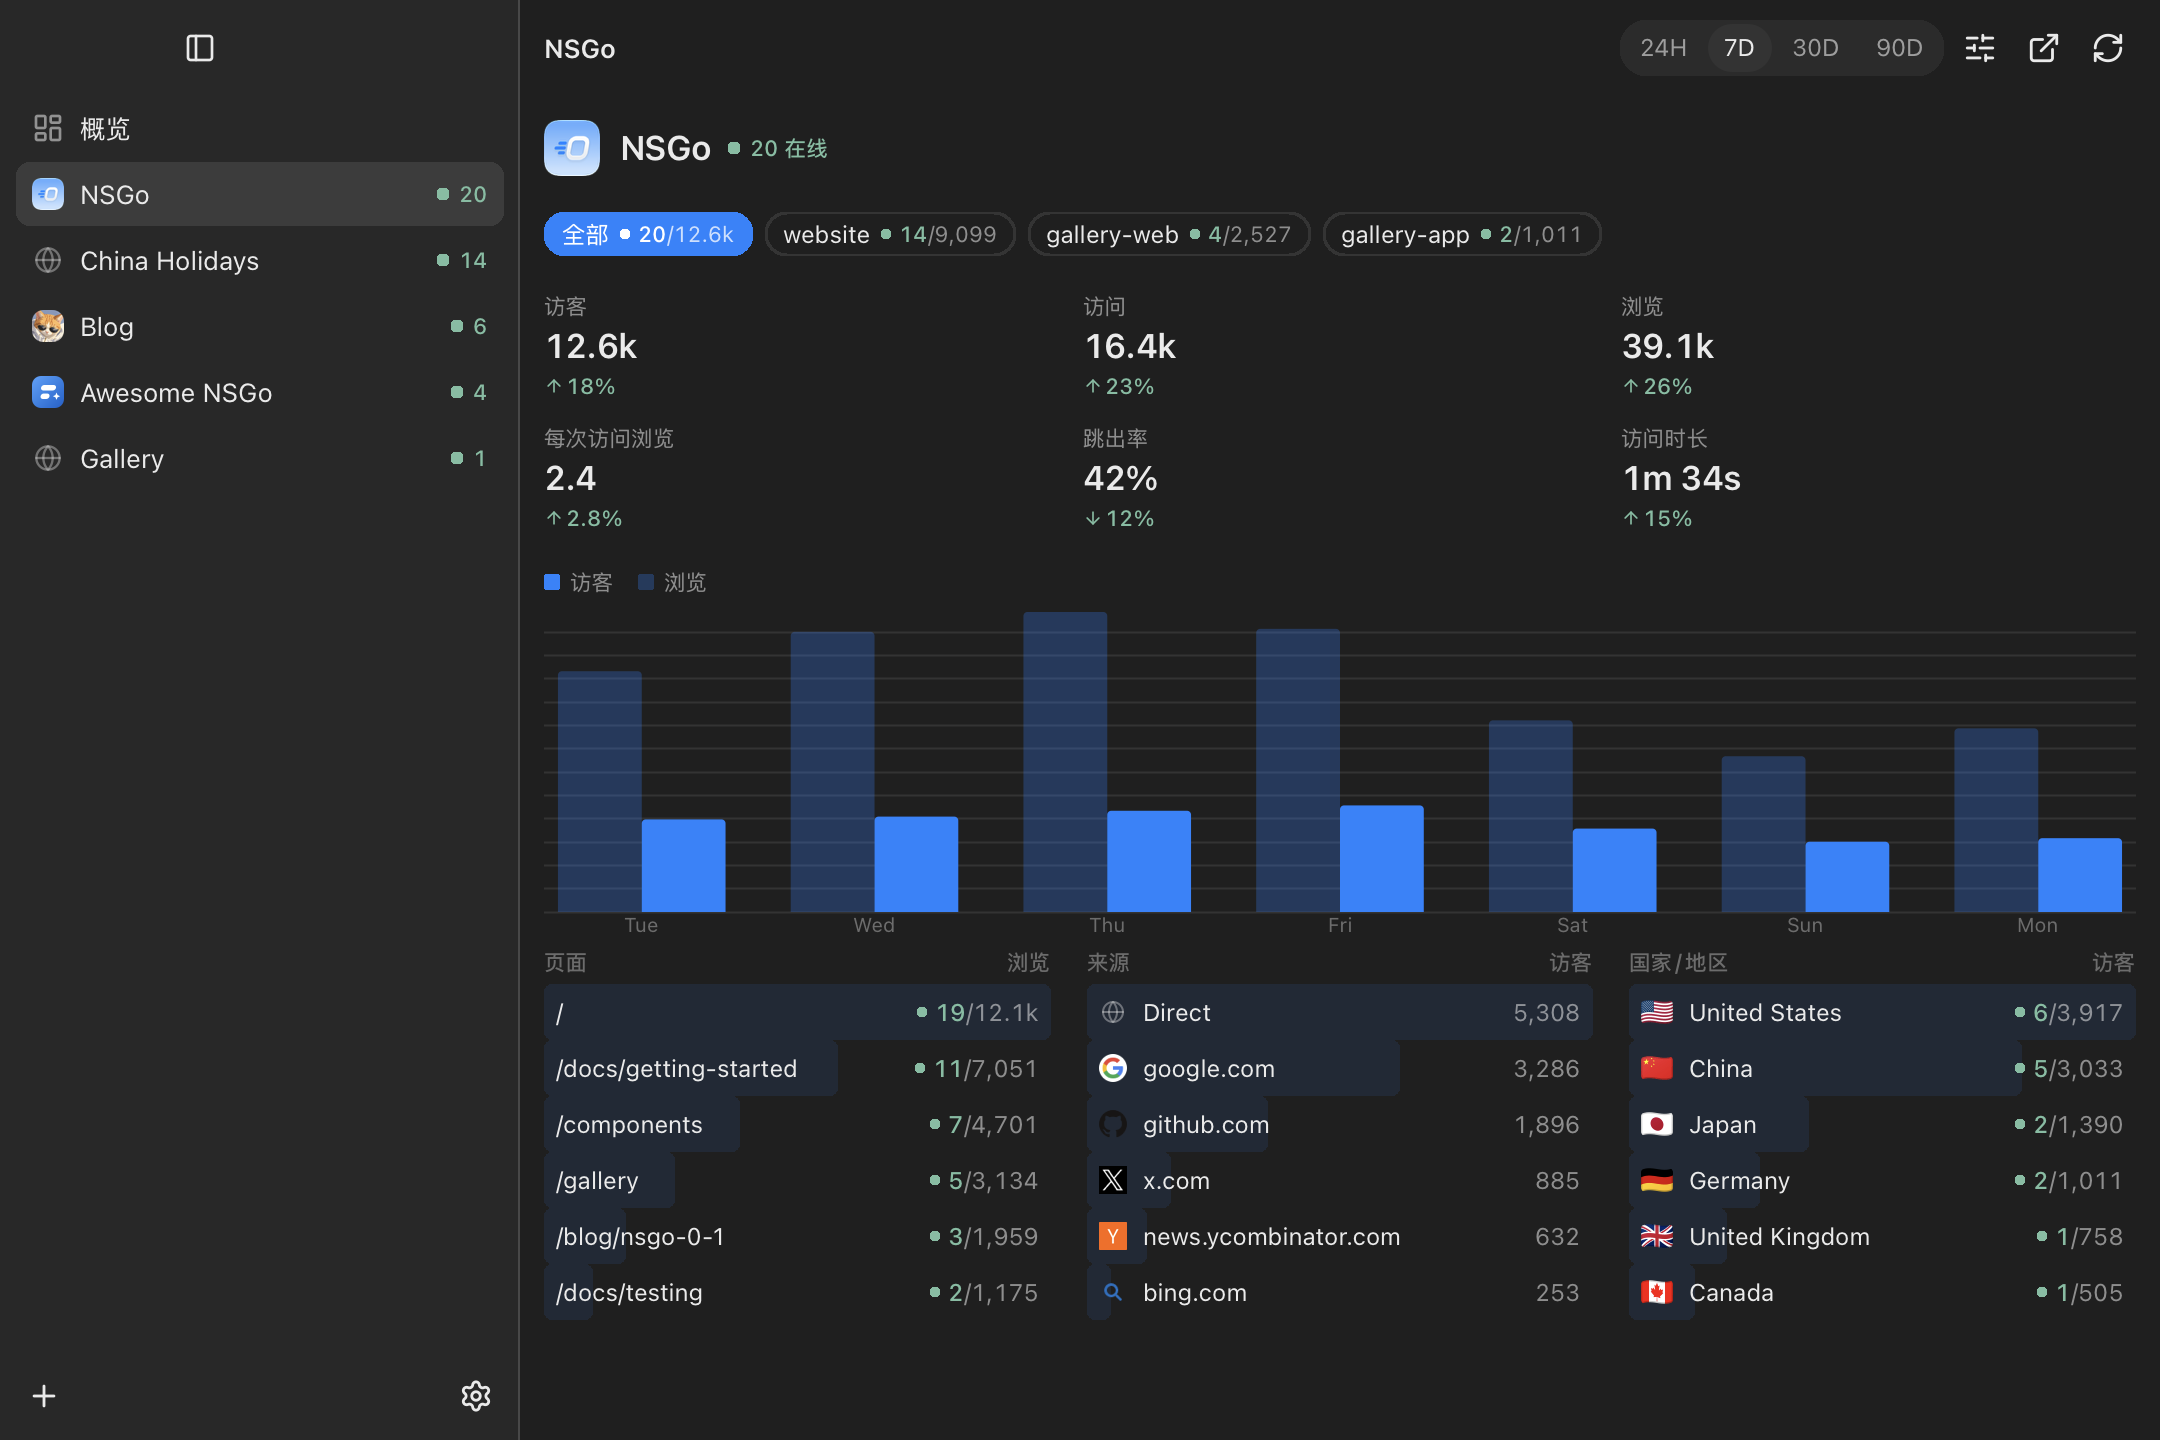 概览
NSGo 20
China Holidays 14
Blog 6
Awesome NSGo 4
Gallery 1
NSGo
24H 7D 30D 90D
NSGo 20 在线
全部 20/12.6k website 14/9,099 gallery-web 4/2,527 gallery-app 2/1,011
访客 访问 浏览
12.6k 16.4k 39.1k
↑18% ↑23% ↑26%
每次访问浏览 跳出率 访问时长
2.4 42% 1m 34s
↑2.8% ↓12% ↑15%
访客 浏览
Tue Wed Thu Fri Sat Sun Mon
页面 浏览
/ 19/12.1k
/docs/getting-started 11/7,051
/components 7/4,701
/gallery 5/3,134
/blog/nsgo-0-1 3/1,959
/docs/testing 2/1,175
来源 访客
Direct 5,308
google.com 3,286
github.com 1,896
x.com 885
news.ycombinator.com 632
bing.com 253
国家/地区 访客
United States 6/3,917
China 5/3,033
Japan 2/1,390
Germany 2/1,011
United Kingdom 1/758
Canada 1/505